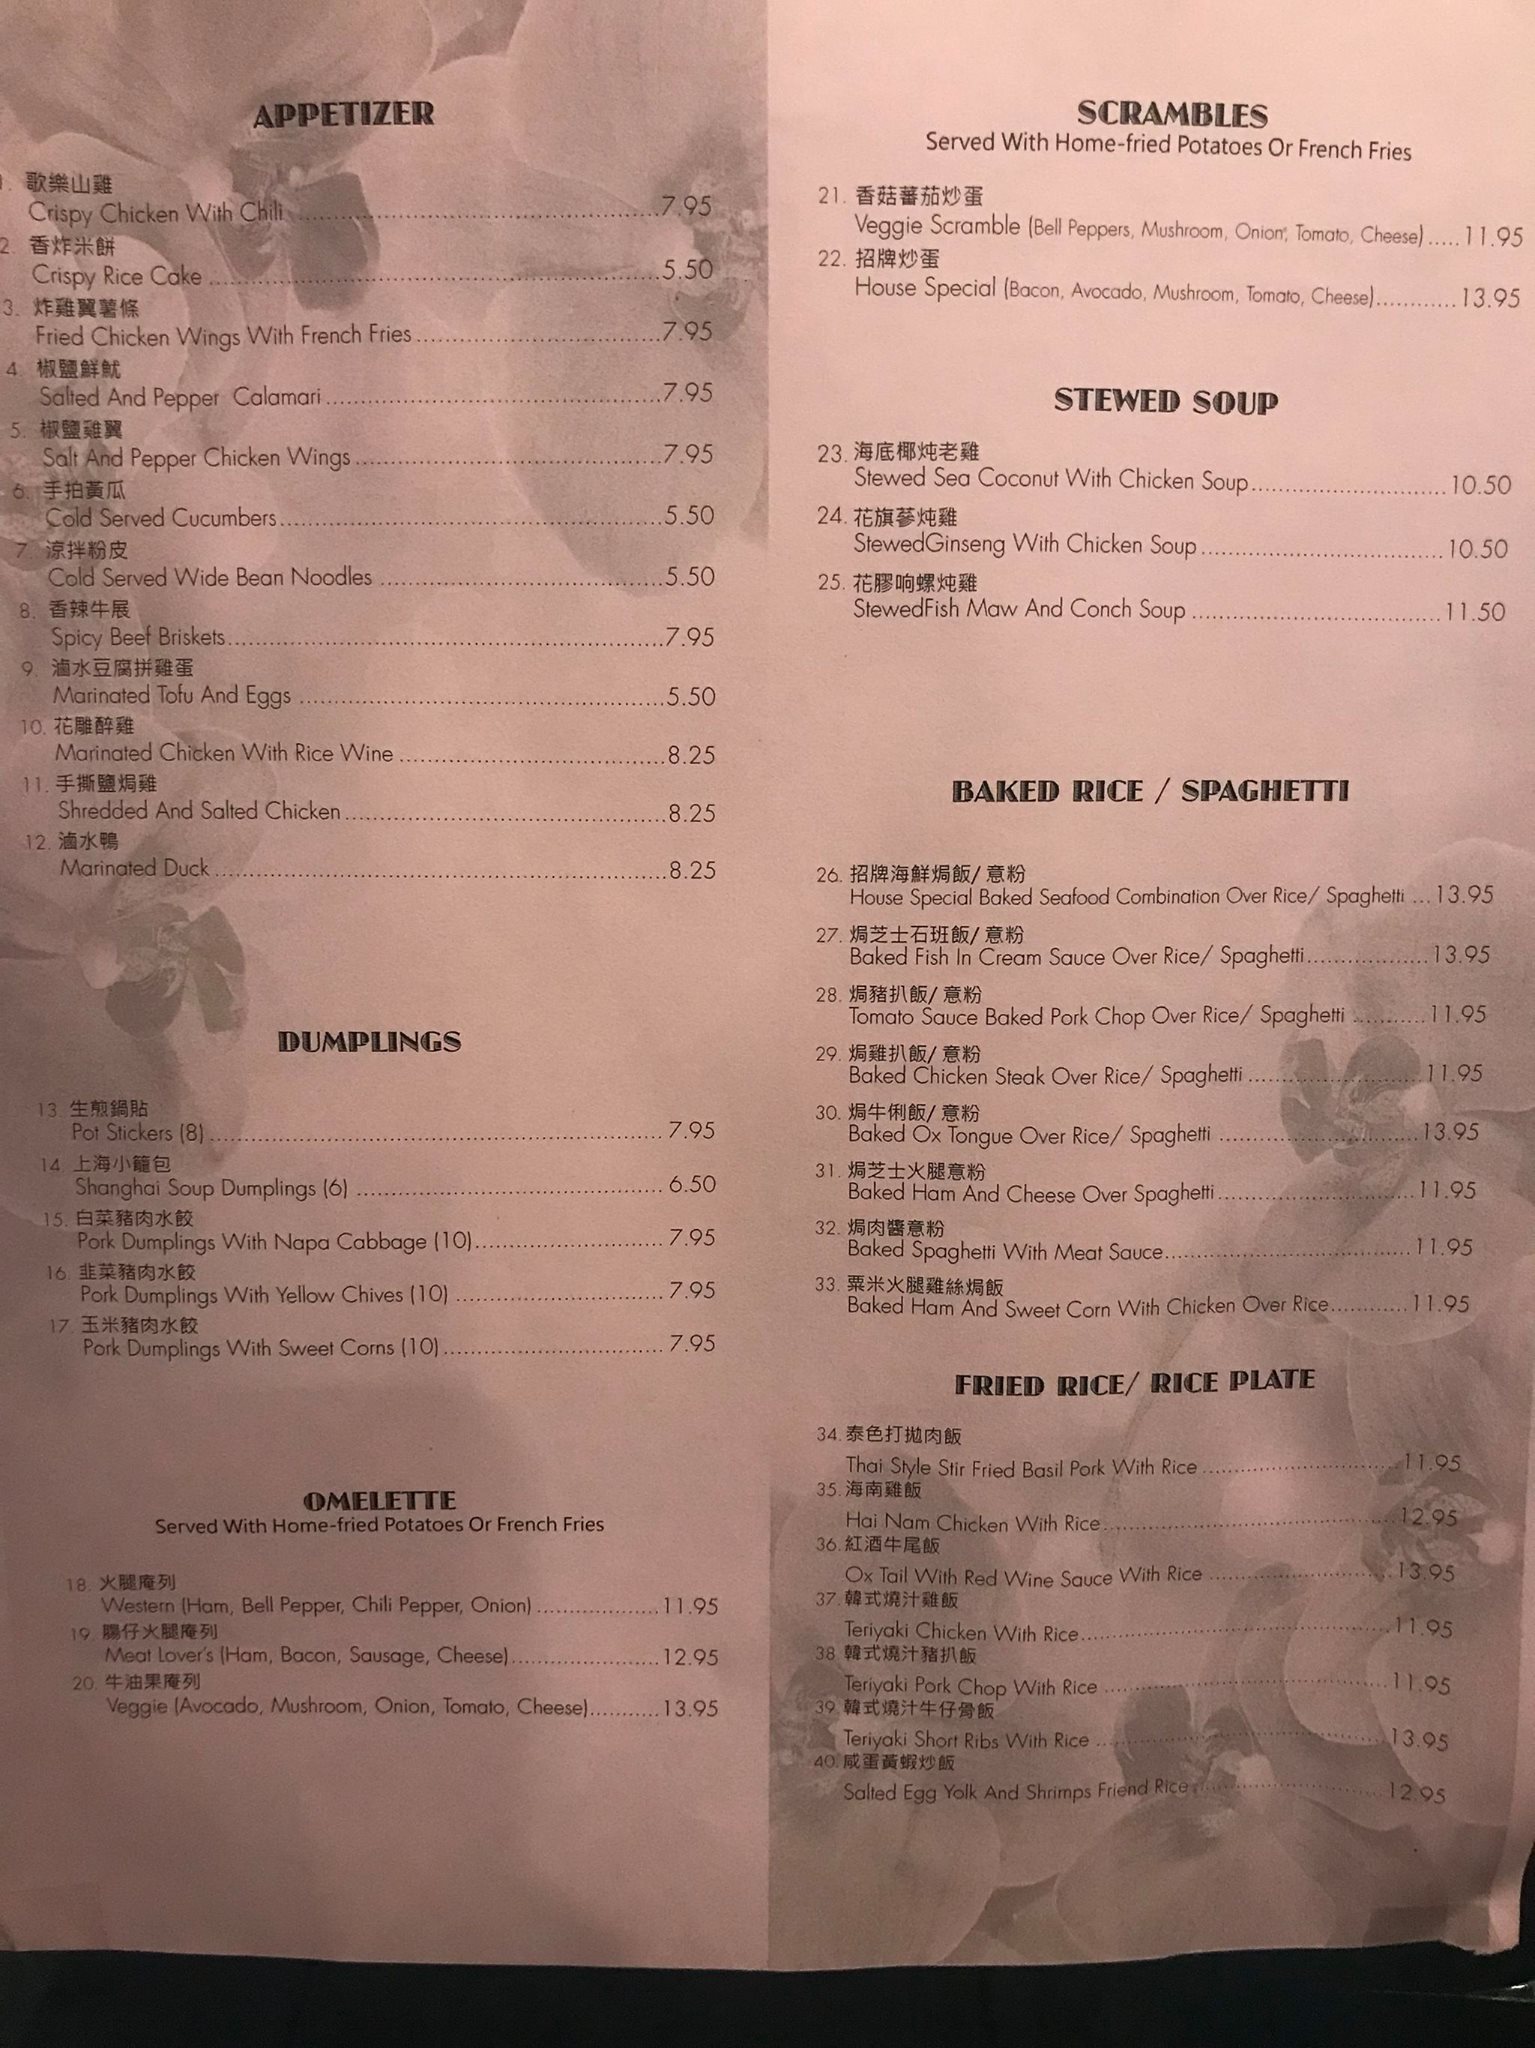 APPETIZER
1. 歌樂山雞
Crispy Chicken With Chili 7.95
2. 香炸米餅
Crispy Rice Cake 5.50
3. 炸雞翼薯條
Fried Chicken Wings With French Fries 7.95
4. 椒鹽鮮魷
Salted And Pepper Calamari 7.95
5. 椒鹽雞翼
Salt And Pepper Chicken Wings 7.95
6. 手拍黃瓜
Cold Served Cucumbers 5.50
7. 涼拌粉皮
Cold Served Wide Bean Noodles 5.50
8. 香辣牛展
Spicy Beef Briskets 7.95
9. 滷水豆腐拼雞蛋
Marinated Tofu And Eggs 5.50
10. 花雕醉雞
Marinated Chicken With Rice Wine 8.25
11. 手撕鹽焗雞
Shredded And Salted Chicken 8.25
12. 滷水鴨
Marinated Duck 8.25
DUMPLINGS
13. 生煎鍋貼
Pot Stickers (8) 7.95
14. 上海小籠包
Shanghai Soup Dumplings (6) 6.50
15. 白菜豬肉水餃
Pork Dumplings With Napa Cabbage (10) 7.95
16. 韭菜豬肉水餃
Pork Dumplings With Yellow Chives (10) 7.95
17. 玉米豬肉水餃
Pork Dumplings With Sweet Corns (10) 7.95
OMELETTE
Served With Home-fried Potatoes Or French Fries
18. 火腿庵列
Western (Ham, Bell Pepper, Chili Pepper, Onion) 11.95
19. 腸仔火腿庵列
Meat Lover's (Ham, Bacon, Sausage, Cheese) 12.95
20. 牛油果庵列
Veggie (Avocado, Mushroom, Onion, Tomato, Cheese) 13.95
SCRAMBLES
Served With Home-fried Potatoes Or French Fries
21. 香菇蕃茄炒蛋
Veggie Scramble (Bell Peppers, Mushroom, Onion, Tomato, Cheese) 11.95
22. 招牌炒蛋
House Special (Bacon, Avocado, Mushroom, Tomato, Cheese) 13.95
STEWED SOUP
23. 海底椰炖老雞
Stewed Sea Coconut With Chicken Soup 10.50
24. 花旗蔘炖雞
StewedGinseng With Chicken Soup 10.50
25. 花膠响螺炖雞
StewedFish Maw And Conch Soup 11.50
BAKED RICE / SPAGHETTI
26. 招牌海鮮焗飯/ 意粉
House Special Baked Seafood Combination Over Rice/ Spaghetti 13.95
27. 焗芝士石班飯/ 意粉
Baked Fish In Cream Sauce Over Rice/ Spaghetti 13.95
28. 焗豬扒飯/ 意粉
Tomato Sauce Baked Pork Chop Over Rice/ Spaghetti 11.95
29. 焗雞扒飯/ 意粉
Baked Chicken Steak Over Rice/ Spaghetti 11.95
30. 焗牛脷飯/ 意粉
Baked Ox Tongue Over Rice/ Spaghetti 13.95
31. 焗芝士火腿意粉
Baked Ham And Cheese Over Spaghetti 11.95
32. 焗肉醬意粉
Baked Spaghetti With Meat Sauce 11.95
33. 粟米火腿雞絲焗飯
Baked Ham And Sweet Corn With Chicken Over Rice 11.95
FRIED RICE/ RICE PLATE
34. 泰色打拋肉飯
Thai Style Stir Fried Basil Pork With Rice 11.95
35. 海南雞飯
Hai Nam Chicken With Rice 12.95
36. 紅酒牛尾飯
Ox Tail With Red Wine Sauce With Rice 13.95
37. 韓式燒汁雞飯
Teriyaki Chicken With Rice 11.95
38. 韓式燒汁豬扒飯
Teriyaki Pork Chop With Rice 11.95
39. 韓式燒汁牛仔骨飯
Teriyaki Short Ribs With Rice 13.95
40. 咸蛋黃蝦炒飯
Salted Egg Yolk And Shrimps Friend Rice 12.95